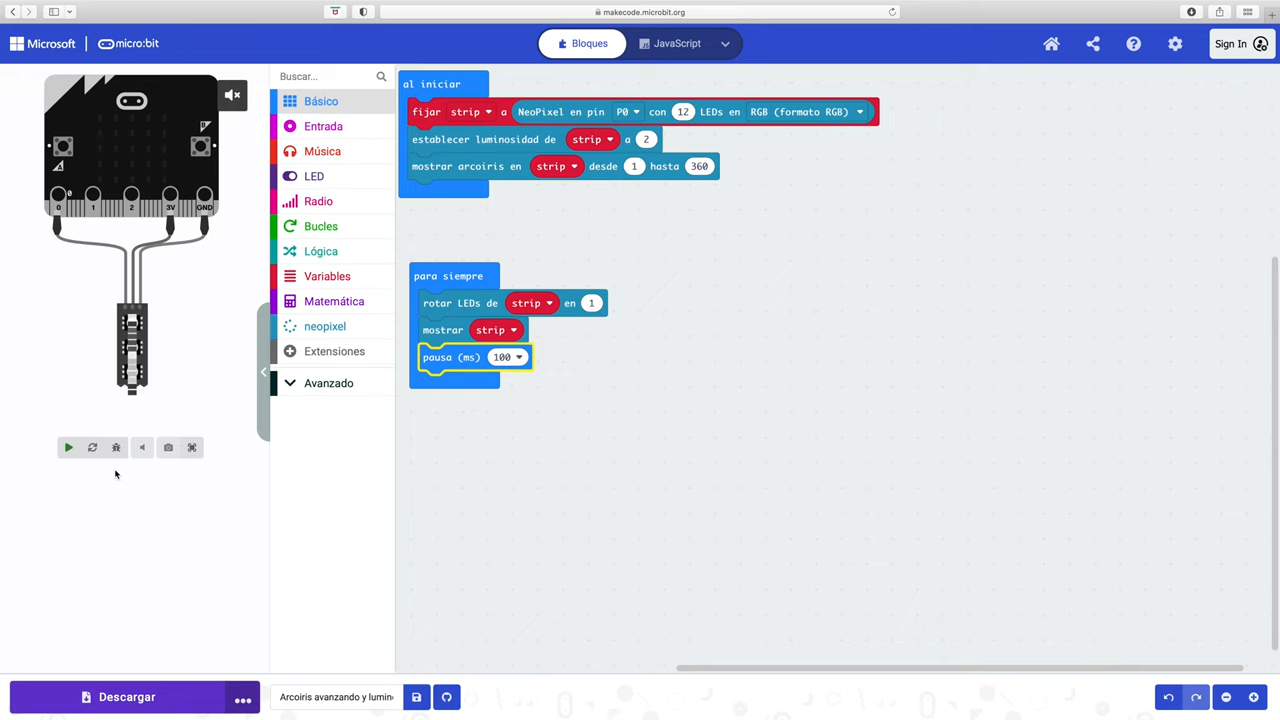 makecode.microbit.org
Microsoft
micro:bit
Bloques
JavaScript
Sign In
0
0 1 2 3V GND
Buscar...
Básico
Entrada
Música
LED
Radio
Bucles
Lógica
Variables
Matemática
neopixel
Extensiones
Avanzado
al iniciar
fijar strip a NeoPixel en pin P0 con 12 LEDs en RGB (formato RGB)
establecer luminosidad de strip a 2
mostrar arcoiris en strip desde 1 hasta 360
para siempre
rotar LEDs de strip en 1
mostrar strip
pausa (ms) 100
Descargar
Arcoiris avanzando y lumin